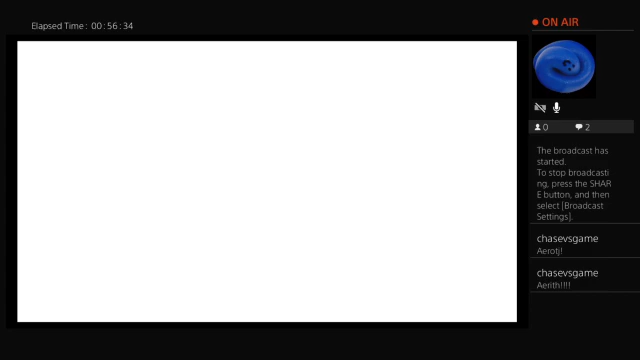 Elapsed Time : 00 : 56 : 34
ON AIR
0
2
The broadcast has
started.
To stop broadcasti
ng, press the SHAR
E button, and then
select [Broadcast
Settings].
chasevsgame
Aerotj!
chasevsgame
Aerith!!!!